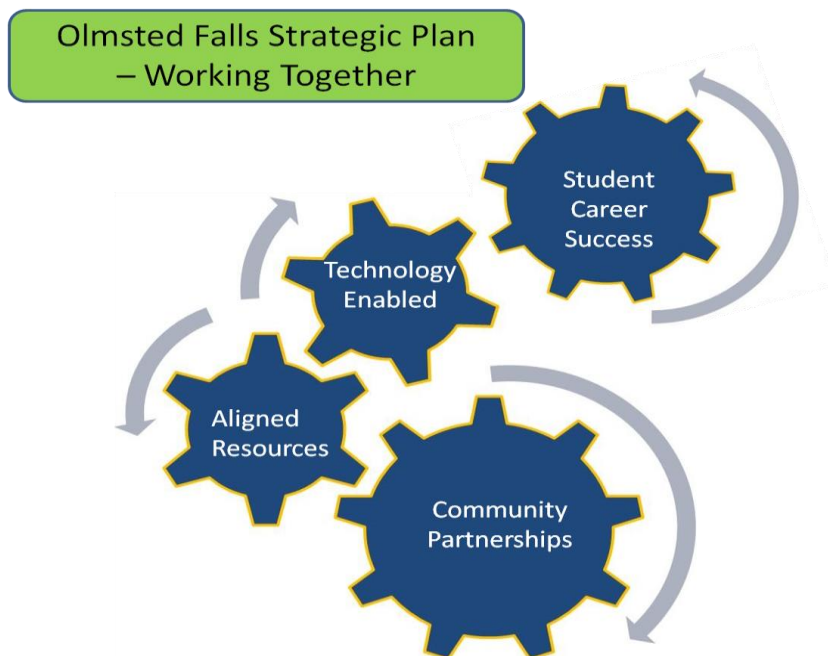 Olmsted Falls Strategic Plan
– Working Together
Student
Career
Success
Technology
Enabled
Aligned
Resources
Community
Partnerships